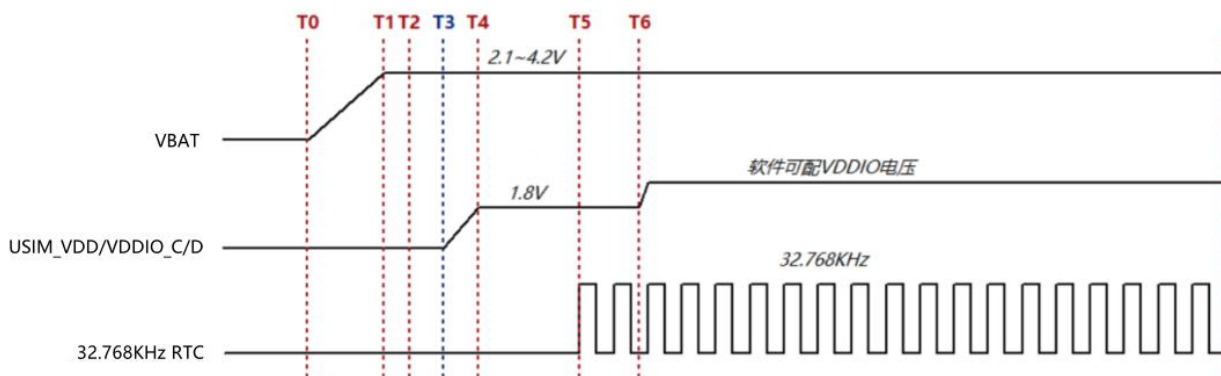 T0 T1 T2 T3 T4 T5 T6
2.1~4.2V
VBAT
软件可配VDDIO电压
1.8V
USIM_VDD/VDDIO_C/D
32.768KHz
32.768KHz RTC